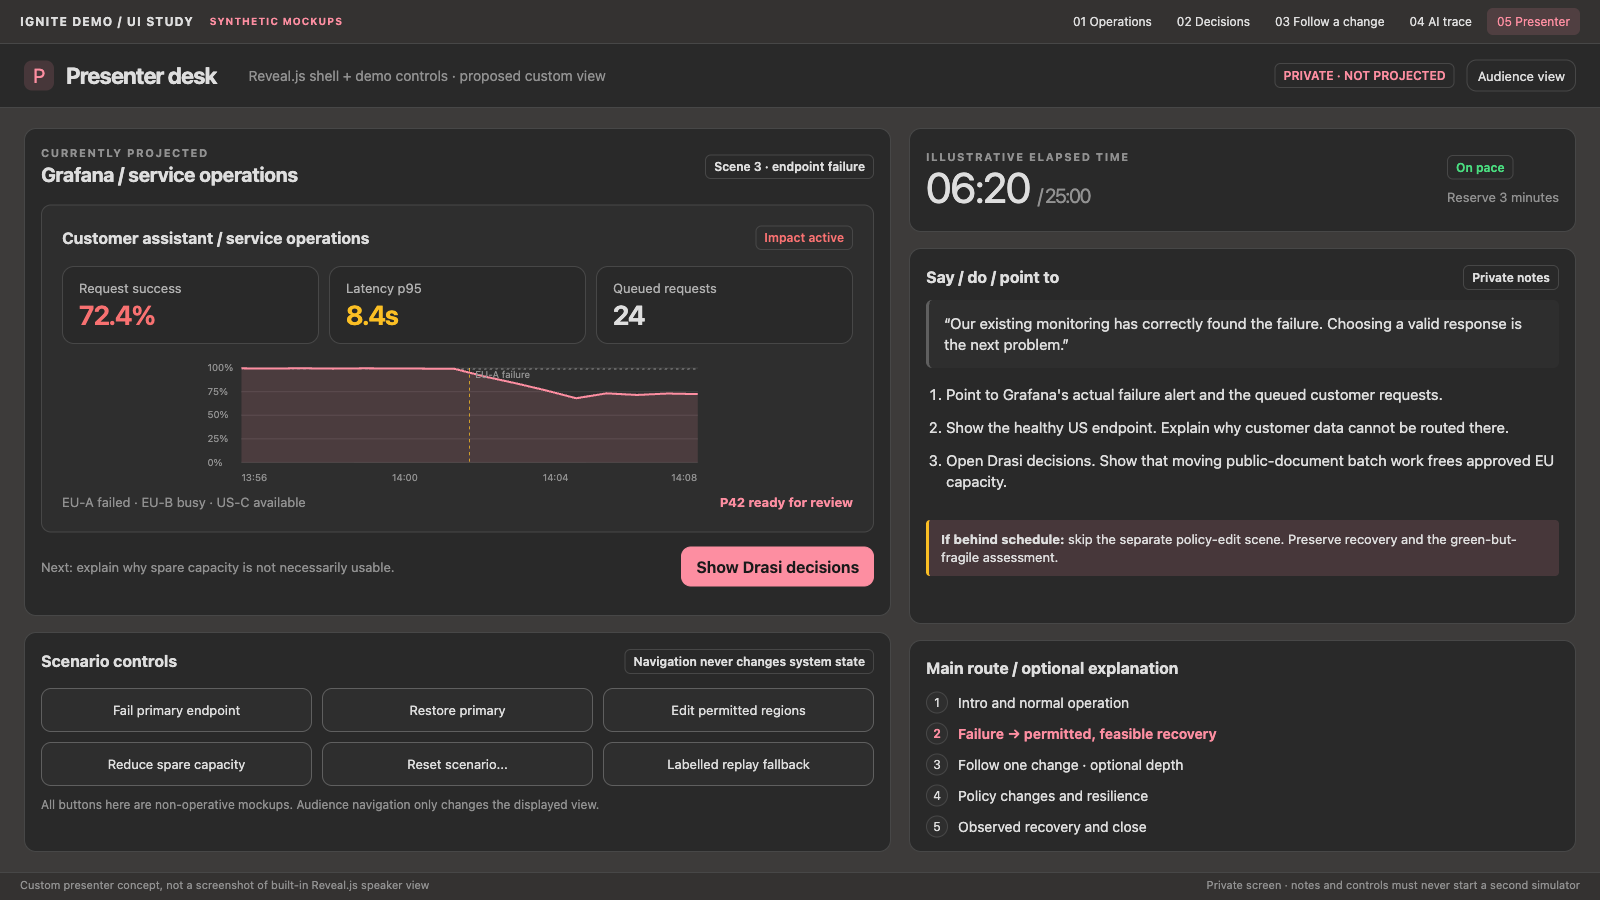 IGNITE DEMO / UI STUDY SYNTHETIC MOCKUPS
01 Operations 02 Decisions 03 Follow a change 04 AI trace 05 Presenter
P Presenter desk Reveal.js shell + demo controls · proposed custom view
PRIVATE · NOT PROJECTED Audience view
CURRENTLY PROJECTED
Grafana / service operations
Scene 3 · endpoint failure
Customer assistant / service operations
Impact active
Request success
72.4%
Latency p95
8.4s
Queued requests
24
100%
75%
50%
25%
0%
EU-A failure
13:56 14:00 14:04 14:08
EU-A failed · EU-B busy · US-C available
P42 ready for review
Next: explain why spare capacity is not necessarily usable.
Show Drasi decisions
Scenario controls
Navigation never changes system state
Fail primary endpoint
Restore primary
Edit permitted regions
Reduce spare capacity
Reset scenario...
Labelled replay fallback
All buttons here are non-operative mockups. Audience navigation only changes the displayed view.
ILLUSTRATIVE ELAPSED TIME
06:20 / 25:00
On pace
Reserve 3 minutes
Say / do / point to
Private notes
“Our existing monitoring has correctly found the failure. Choosing a valid response is
the next problem.”
1. Point to Grafana's actual failure alert and the queued customer requests.
2. Show the healthy US endpoint. Explain why customer data cannot be routed there.
3. Open Drasi decisions. Show that moving public-document batch work frees approved EU
capacity.
If behind schedule: skip the separate policy-edit scene. Preserve recovery and the green-but-
fragile assessment.
Main route / optional explanation
1 Intro and normal operation
2 Failure → permitted, feasible recovery
3 Follow one change · optional depth
4 Policy changes and resilience
5 Observed recovery and close
Custom presenter concept, not a screenshot of built-in Reveal.js speaker view
Private screen · notes and controls must never start a second simulator